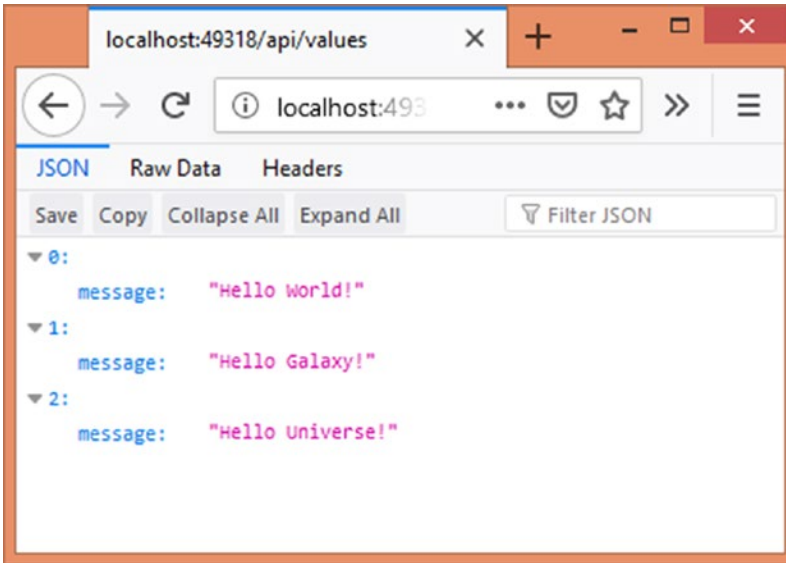 localhost:49318/api/values
localhost:493
JSON Raw Data Headers
Save Copy Collapse All Expand All Filter JSON
0:
message: "Hello World!"
1:
message: "Hello Galaxy!"
2:
message: "Hello Universe!"